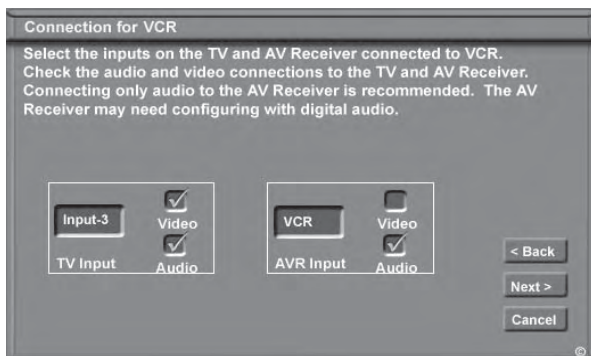 Connection for VCR
Select the inputs on the TV and AV Receiver connected to VCR.
Check the audio and video connections to the TV and AV Receiver.
Connecting only audio to the AV Receiver is recommended. The AV
Receiver may need configuring with digital audio.
Input-3
Video
TV Input
Audio
VCR
Video
AVR Input
Audio
< Back
Next >
Cancel
©